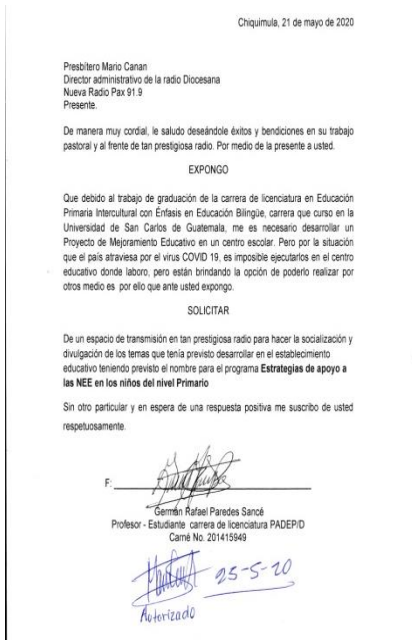 Chiquimula, 21 de mayo de 2020
Presbítero Mario Canan
Director administrativo de la radio Diocesana
Nueva Radio Pax 91.9
Presente.
De manera muy cordial, le saludo deseándole éxitos y bendiciones en su trabajo
pastoral y al frente de tan prestigiosa radio. Por medio de la presente a usted.
EXPONGO
Que debido al trabajo de graduación de la carrera de licenciatura en Educación
Primaria Intercultural con Énfasis en Educación Bilingüe, carrera que curso en la
Universidad de San Carlos de Guatemala, me es necesario desarrollar un
Proyecto de Mejoramiento Educativo en un centro escolar. Pero por la situación
que el país atraviesa por el virus COVID 19, es imposible ejecutarlos en el centro
educativo donde laboro, pero están brindando la opción de poderlo realizar por
otros medio es  por ello que ante usted expongo.
SOLICITAR
De un espacio de transmisión en tan prestigiosa radio para hacer la socialización y
divulgación de los temas que tenía previsto desarrollar en el establecimiento
educativo teniendo previsto el nombre para el programa Estrategias de apoyo a
las NEE en los niños del nivel Primario
Sin otro particular y en espera de una respuesta positiva me suscribo de usted
respetuosamente.
F:
Germán Rafael Paredes Sancé
Profesor - Estudiante  carrera de licenciatura PADEP/D
Carné No. 201415949
25-5-20
Autorizado